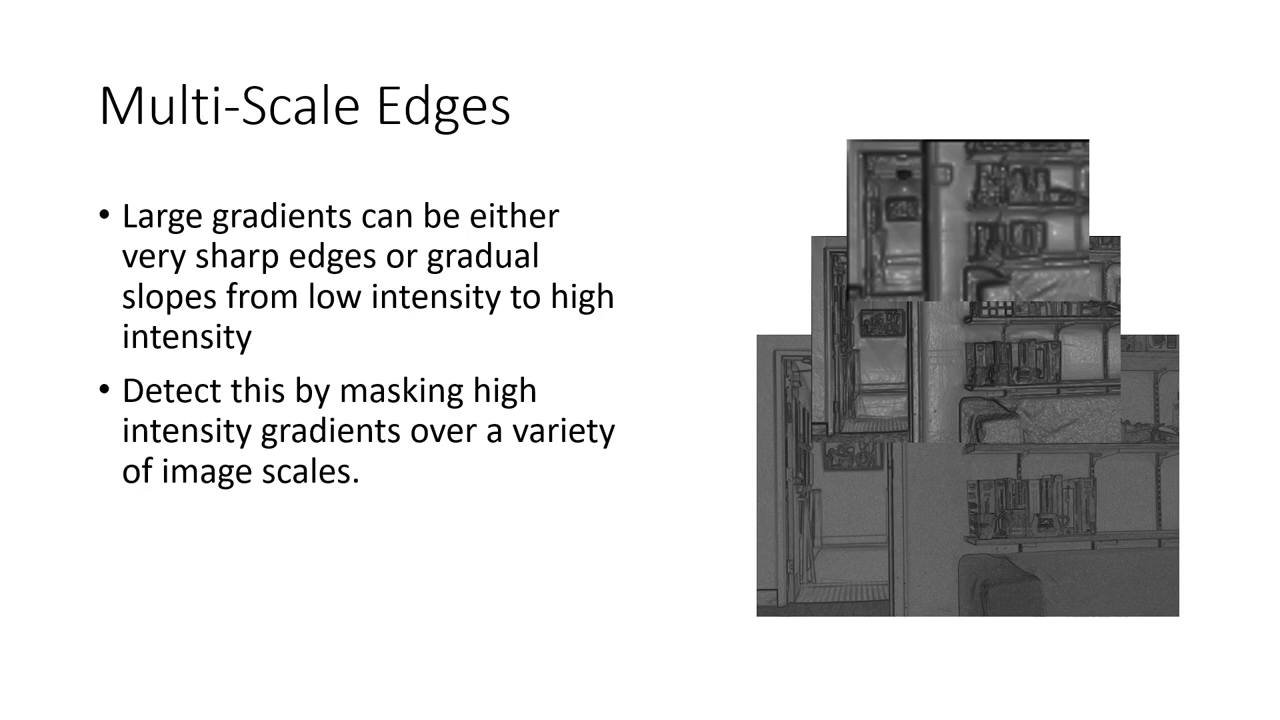 Multi-Scale Edges
• Large gradients can be either
very sharp edges or gradual
slopes from low intensity to high
intensity
• Detect this by masking high
intensity gradients over a variety
of image scales.